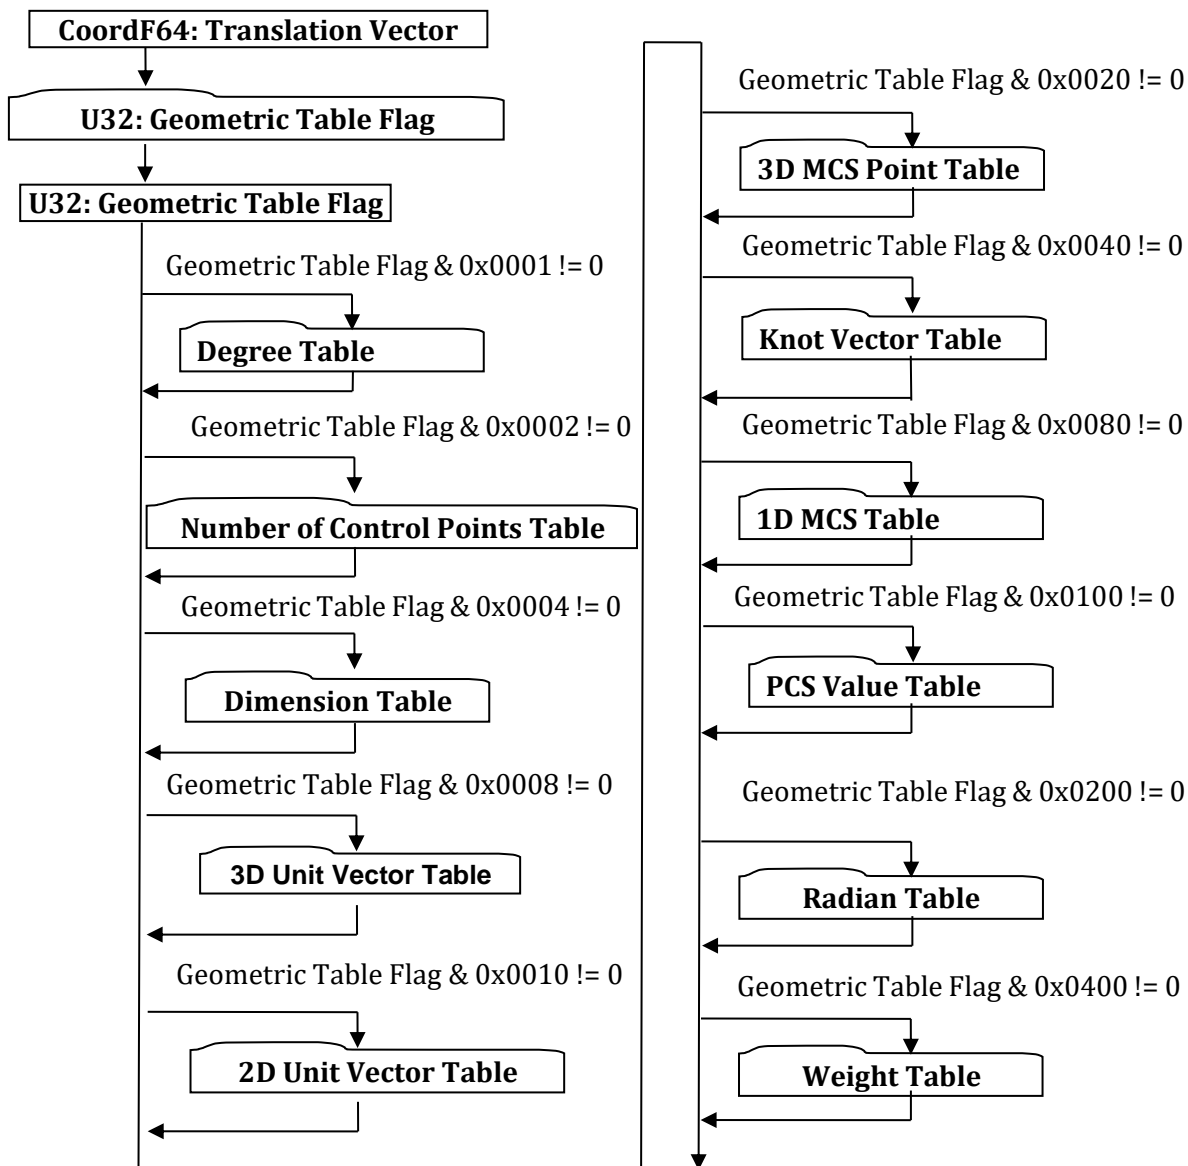 CoordF64: Translation Vector
U32: Geometric Table Flag
U32: Geometric Table Flag
Geometric Table Flag & 0x0001 != 0
Degree Table
Geometric Table Flag & 0x0002 != 0
Number of Control Points Table
Geometric Table Flag & 0x0004 != 0
Dimension Table
Geometric Table Flag & 0x0008 != 0
3D Unit Vector Table
Geometric Table Flag & 0x0010 != 0
2D Unit Vector Table
Geometric Table Flag & 0x0020 != 0
3D MCS Point Table
Geometric Table Flag & 0x0040 != 0
Knot Vector Table
Geometric Table Flag & 0x0080 != 0
1D MCS Table
Geometric Table Flag & 0x0100 != 0
PCS Value Table
Geometric Table Flag & 0x0200 != 0
Radian Table
Geometric Table Flag & 0x0400 != 0
Weight Table